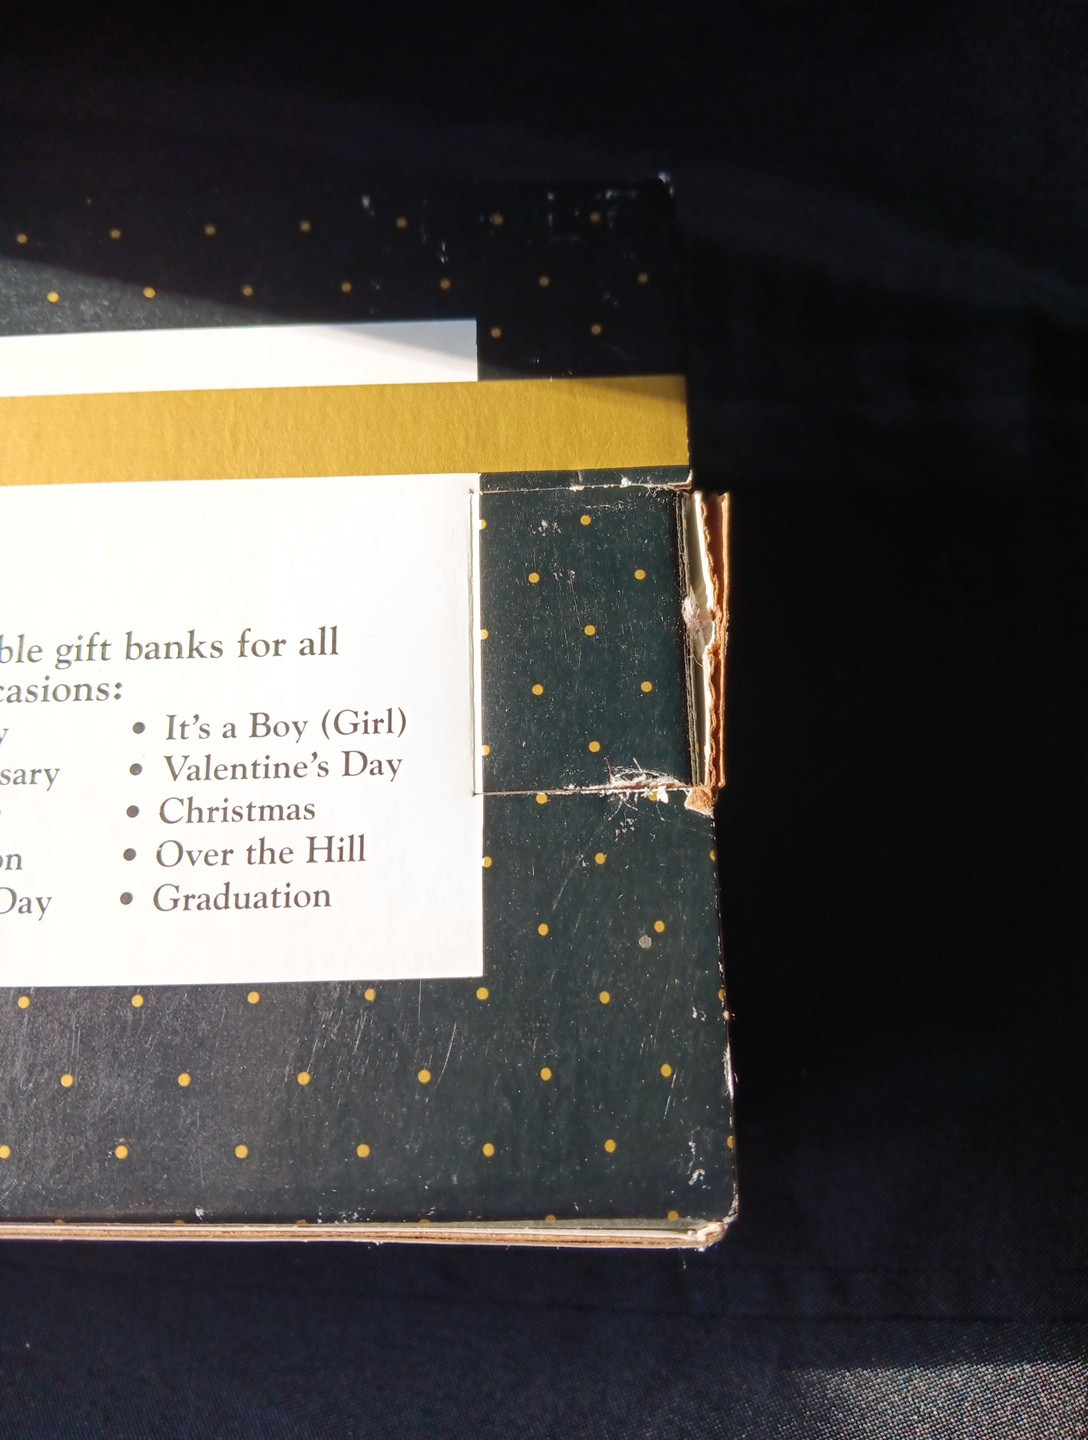 ble gift banks for all
casions:
y • It's a Boy (Girl)
sary • Valentine's Day
• Christmas
on • Over the Hill
Day • Graduation